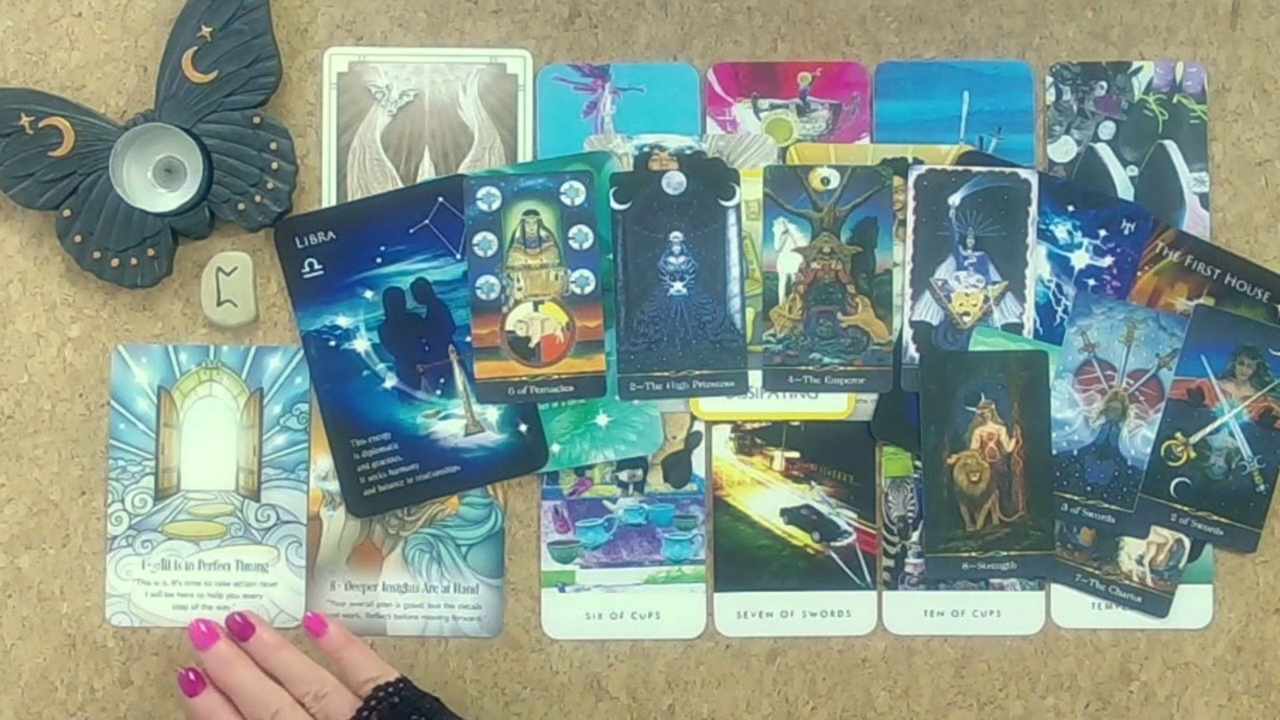 LIBRA
THE FIRST HOUSE
6 of Pentacles
2—The High Priestess
4—The Emperor
This energy
is diplomatic
and gracious.
It seeks harmony
and balance in relationships
3 of Swords
2 of Swords
8—Strength
7—The Chariot
All Is in Perfect Timing
"This is it. It's time to take action now!
I will be here to help you every
step of the way."
8 - Deeper Insights Are at Hand
"Your overall plan is good, but the details
work. Reflect before moving forward."
SIX OF CUPS
SEVEN OF SWORDS
TEN OF CUPS